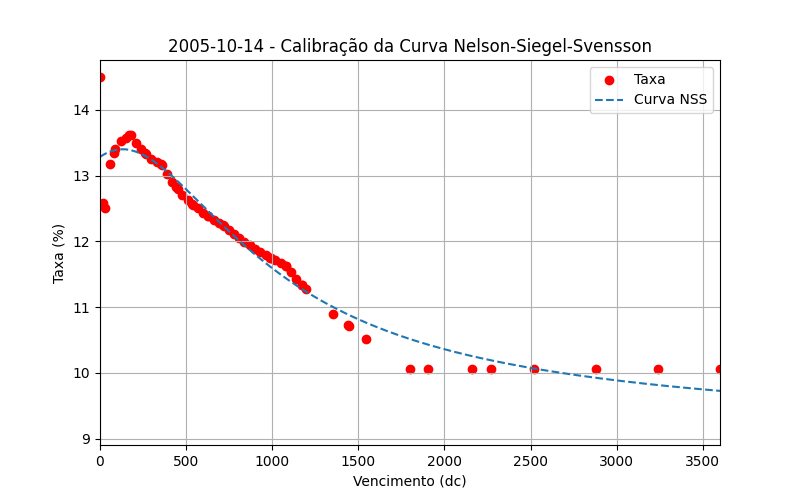 2005-10-14 - Calibração da Curva Nelson-Siegel-Svensson
Taxa
Curva NSS
Taxa (%)
14
13
12
11
10
9
0 500 1000 1500 2000 2500 3000 3500
Vencimento (dc)